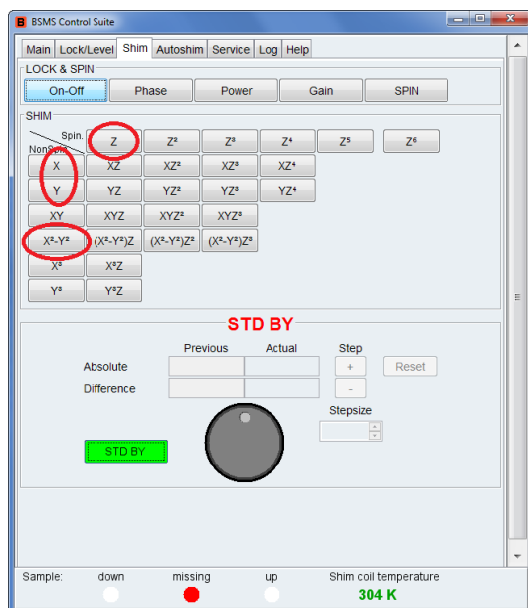 BSMS Control Suite
Main Lock/Level Shim Autoshim Service Log Help
LOCK & SPIN
On-Off Phase Power Gain SPIN
SHIM
Spin.
NonSpin.
Z Z² Z³ Z⁴ Z⁵ Z⁶
X XZ XZ² XZ³ XZ⁴
Y YZ YZ² YZ³ YZ⁴
XY XYZ XYZ² XYZ³
X²-Y² (X²-Y²)Z (X²-Y²)Z² (X²-Y²)Z³
X³ X³Z
Y³ Y³Z
STD BY
Previous Actual Step
Absolute + Reset
Difference -
Stepsize
STD BY
Sample: down missing up Shim coil temperature
304 K